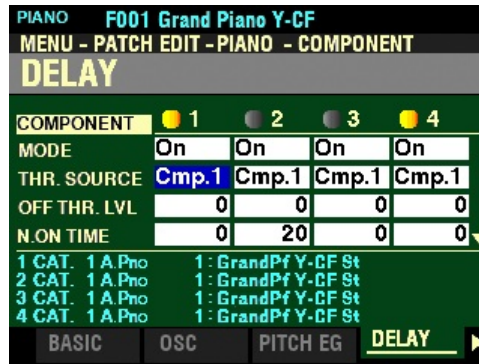 PIANO F001 Grand Piano Y-CF
MENU - PATCH EDIT - PIANO - COMPONENT
DELAY
COMPONENT 1 2 3 4
MODE On On On On
THR. SOURCE Cmp.1 Cmp.1 Cmp.1 Cmp.1
OFF THR. LVL 0 0 0 0
N.ON TIME 0 20 0 0
1 CAT. 1 A.Pno 1:GrandPf Y-CF St
2 CAT. 1 A.Pno 1:GrandPf Y-CF St
3 CAT. 1 A.Pno 1:GrandPf Y-CF St
4 CAT. 1 A.Pno 1:GrandPf Y-CF St
BASIC OSC PITCH EG DELAY